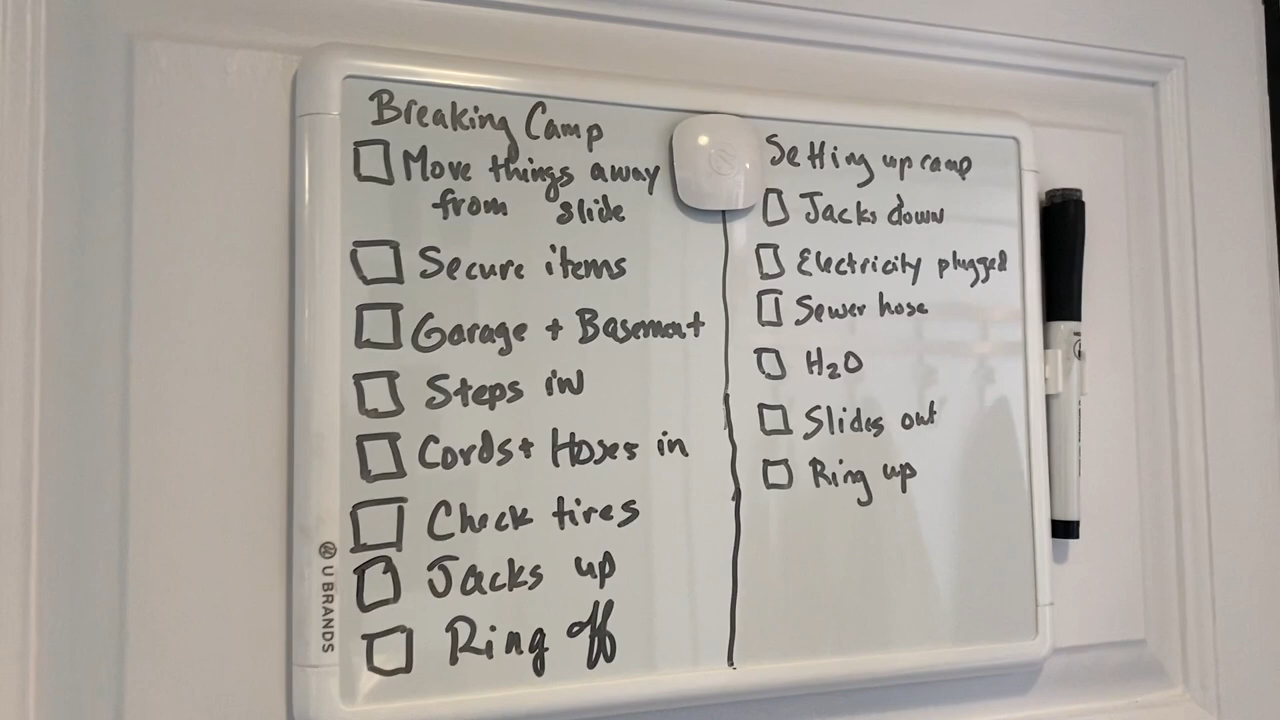 Breaking Camp
Move things away
from slide
Secure items
Garage + Basement
Steps in
Cords + Hoses in
Check tires
Jacks up
Ring off
Setting up camp
Jacks down
Electricity plugged
Sewer hose
H2O
Slides out
Ring up
U BRANDS